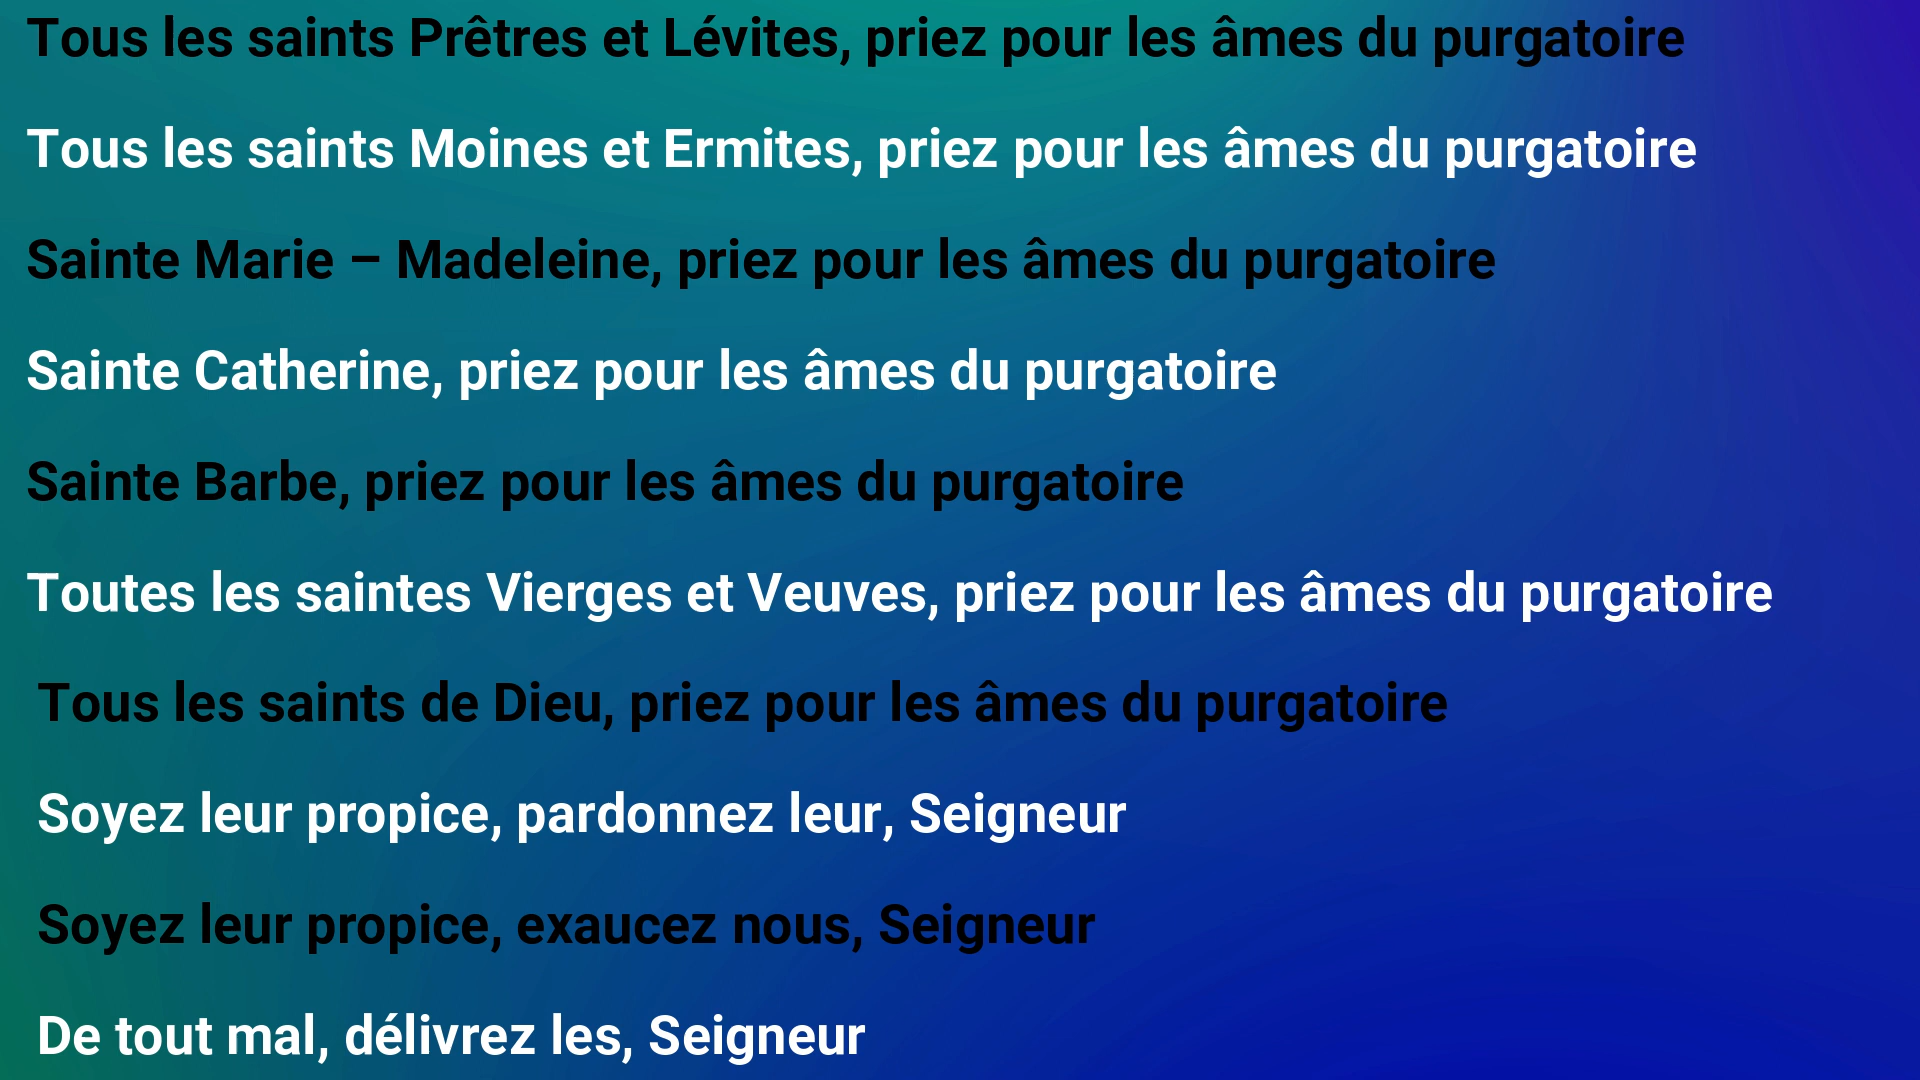 Tous les saints Prêtres et Lévites, priez pour les âmes du purgatoire
Tous les saints Moines et Ermites, priez pour les âmes du purgatoire
Sainte Marie – Madeleine, priez pour les âmes du purgatoire
Sainte Catherine, priez pour les âmes du purgatoire
Sainte Barbe, priez pour les âmes du purgatoire
Toutes les saintes Vierges et Veuves, priez pour les âmes du purgatoire
Tous les saints de Dieu, priez pour les âmes du purgatoire
Soyez leur propice, pardonnez leur, Seigneur
Soyez leur propice, exaucez nous, Seigneur
De tout mal, délivrez les, Seigneur